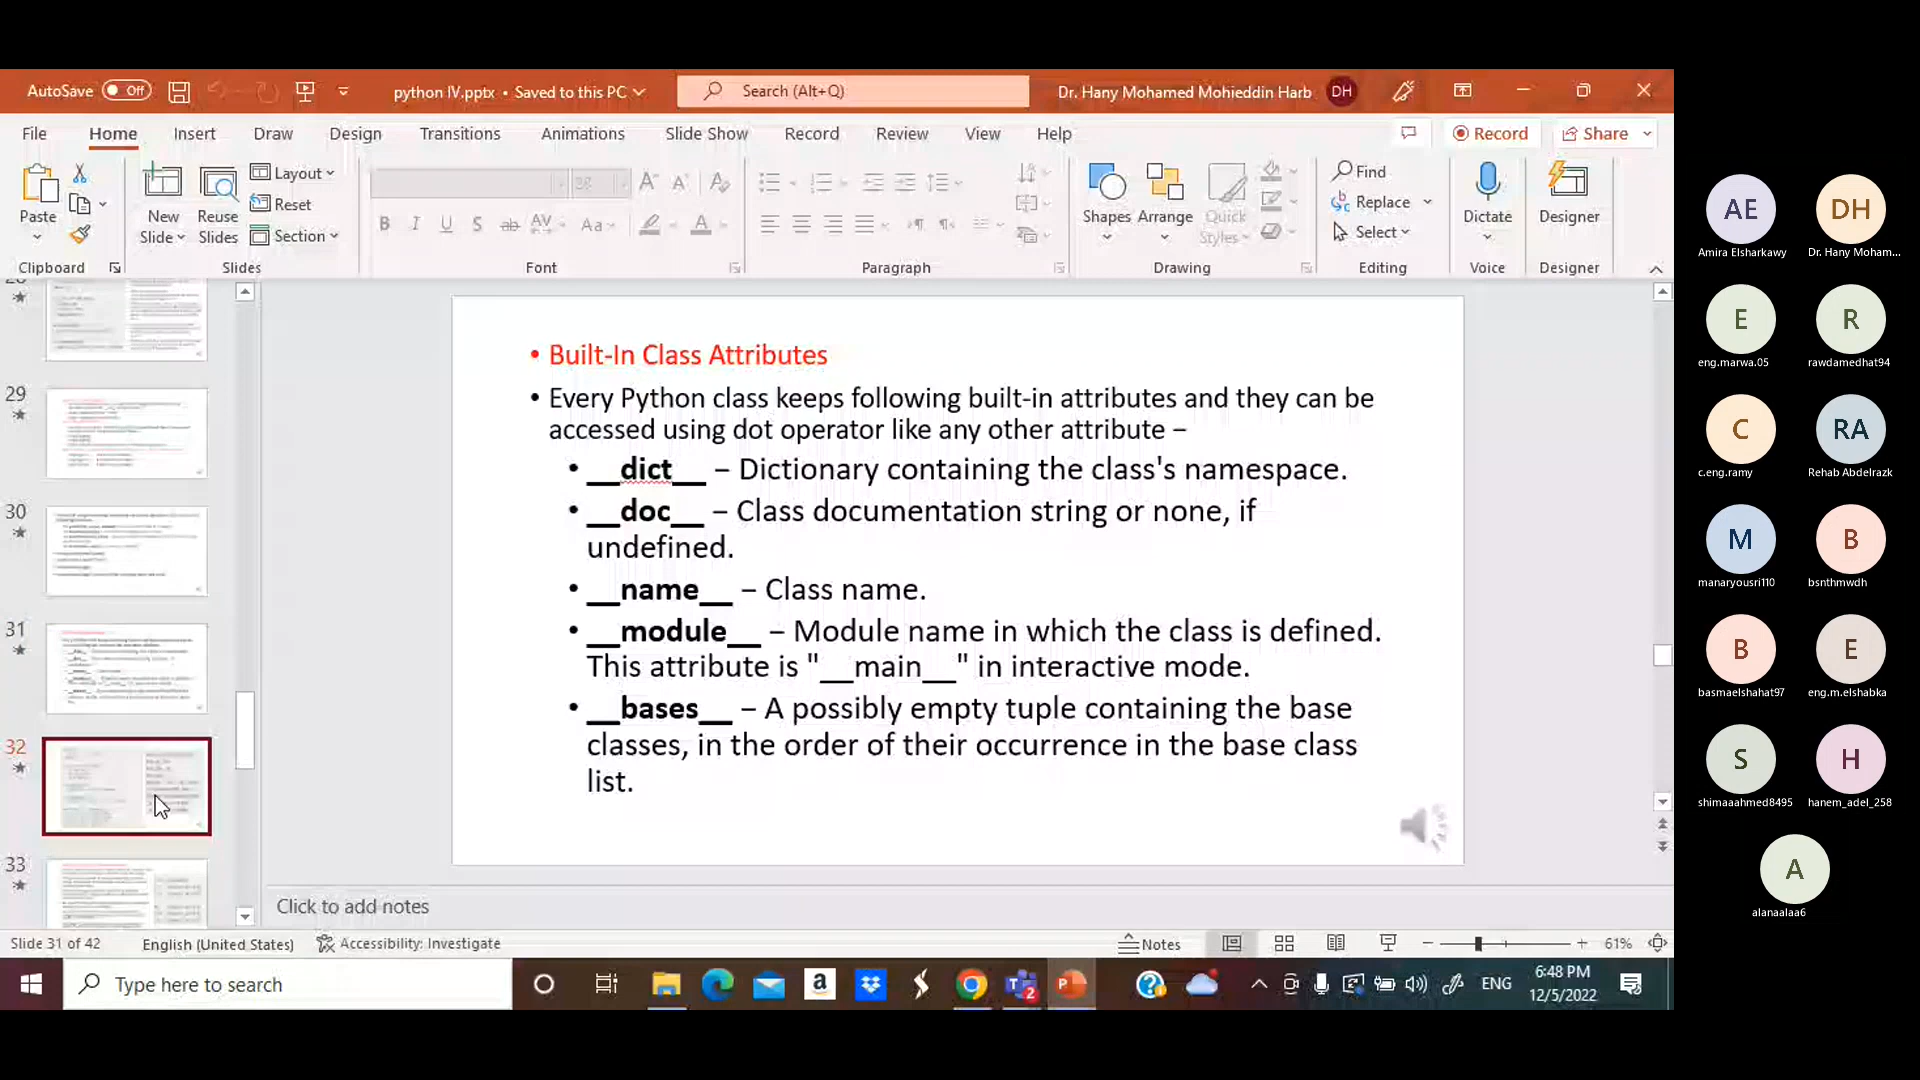 AutoSave Off python IV.pptx • Saved to this PC Search (Alt+Q) Dr. Hany Mohamed Mohieddin Harb DH
File Home Insert Draw Design Transitions Animations Slide Show Record Review View Help Record Share
Paste
New Slide
Reuse Slides
Layout
Reset
Section
B I U S ab AV Aa A
Shapes Arrange Quick Styles
Find
Replace
Select
Dictate
Designer
Clipboard Slides Font Paragraph Drawing Editing Voice Designer
29
30
31
32
33
• Built-In Class Attributes
• Every Python class keeps following built-in attributes and they can be
accessed using dot operator like any other attribute −
• __dict__ − Dictionary containing the class's namespace.
• __doc__ − Class documentation string or none, if
undefined.
• __name__ − Class name.
• __module__ − Module name in which the class is defined.
This attribute is "__main__" in interactive mode.
• __bases__ − A possibly empty tuple containing the base
classes, in the order of their occurrence in the base class
list.
Click to add notes
Slide 31 of 42 English (United States) Accessibility: Investigate Notes 61%
Type here to search
a
2
ENG
6:48 PM
12/5/2022
AE DH
Amira Elsharkawy Dr. Hany Moham...
E R
eng.marwa.05 rawdamedhat94
C RA
c.eng.ramy Rehab Abdelrazk
M B
manaryousri110 bsnthmwdh
B E
basmaelshahat97 eng.m.elshabka
S H
shimaaahmed8495 hanem_adel_258
A
alanaalaa6